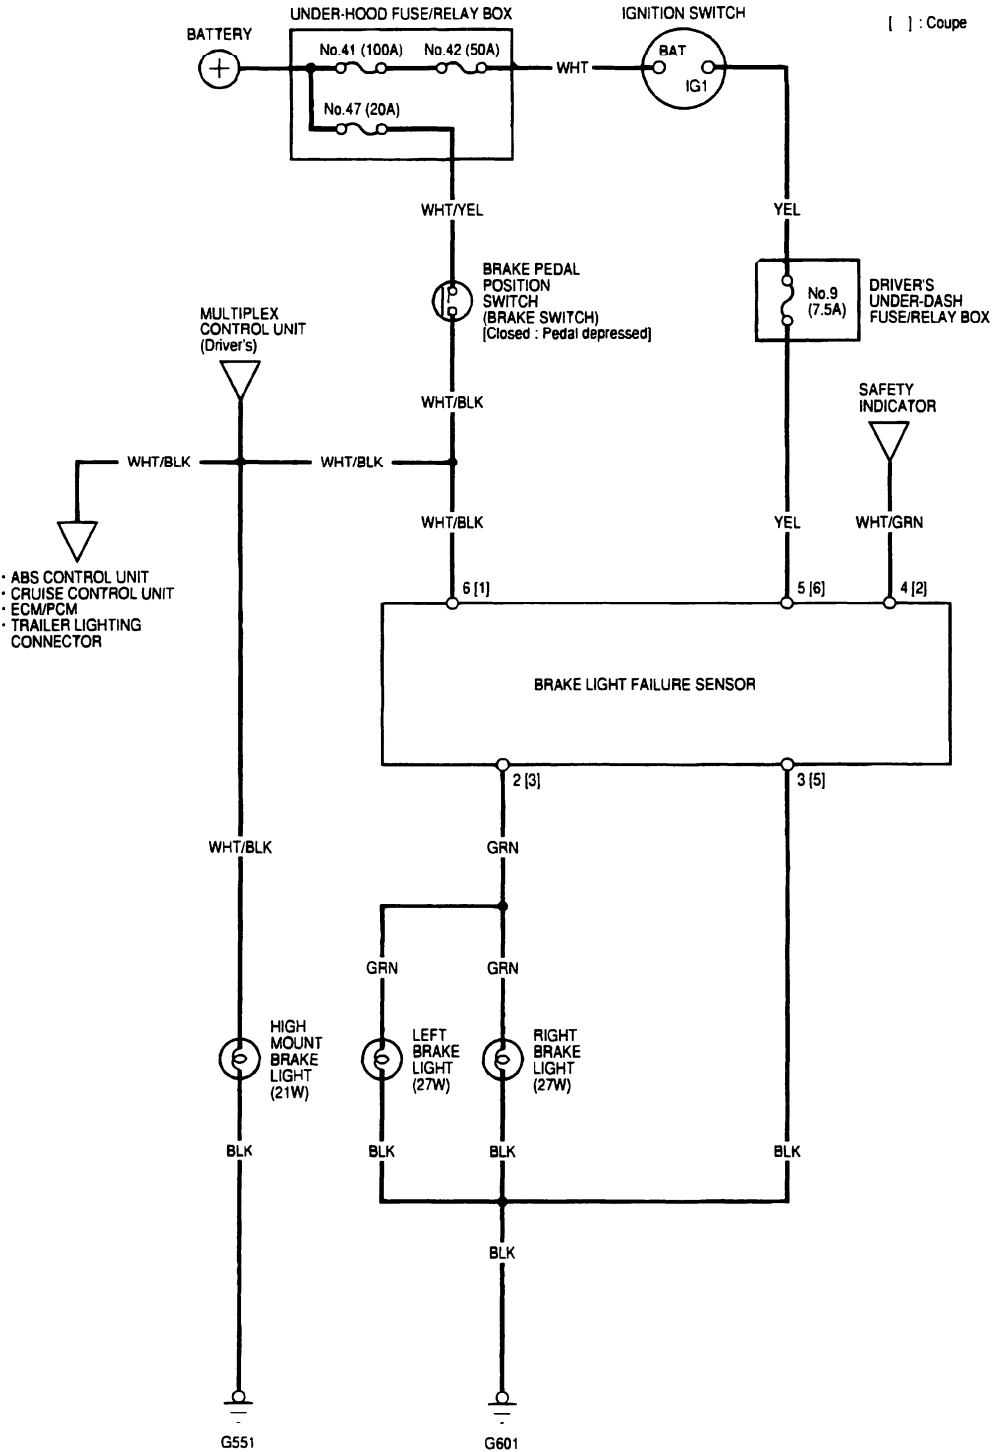 UNDER-HOOD FUSE/RELAY BOX
IGNITION SWITCH
[ ] : Coupe
BATTERY
No.41 (100A)
No.42 (50A)
BAT
WHT
IG1
No.47 (20A)
WHT/YEL
YEL
BRAKE PEDAL
POSITION
SWITCH
(BRAKE SWITCH)
[Closed : Pedal depressed]
No.9
(7.5A)
DRIVER'S
UNDER-DASH
FUSE/RELAY BOX
MULTIPLEX
CONTROL UNIT
(Driver's)
WHT/BLK
SAFETY
INDICATOR
WHT/BLK
WHT/BLK
WHT/BLK
YEL
WHT/GRN
· ABS CONTROL UNIT
· CRUISE CONTROL UNIT
· ECM/PCM
· TRAILER LIGHTING
CONNECTOR
6 [1]
5 [6]
4 [2]
BRAKE LIGHT FAILURE SENSOR
2 [3]
3 [5]
WHT/BLK
GRN
GRN
GRN
HIGH
MOUNT
BRAKE
LIGHT
(21W)
LEFT
BRAKE
LIGHT
(27W)
RIGHT
BRAKE
LIGHT
(27W)
BLK
BLK
BLK
BLK
BLK
G551
G601